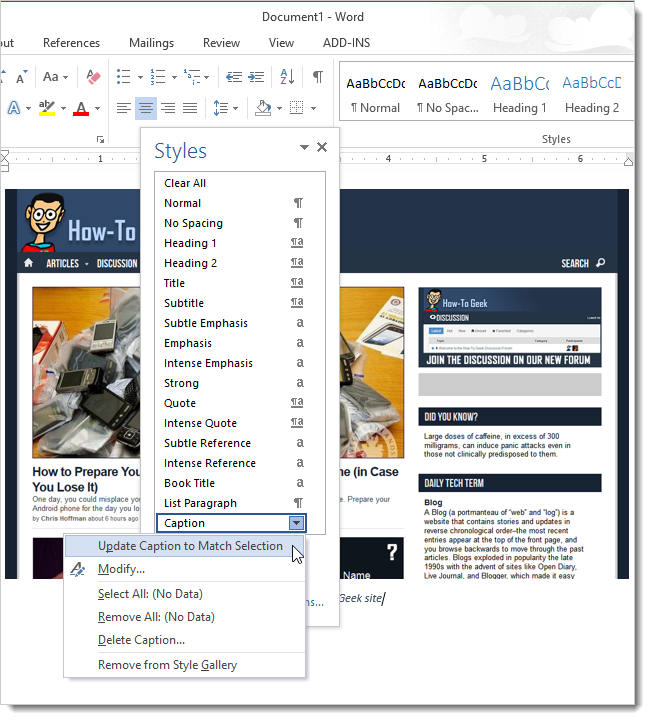 Document1 - Word
out References Mailings Review View ADD-INS
Aa
A A
AaBbCcDc AaBbCcDc AaBbCc AaBbCcD
¶ Normal ¶ No Spac... Heading 1 Heading 2
Styles
1 4 5 6
Styles
Clear All
Normal ¶
No Spacing ¶
Heading 1 ¶a
Heading 2 ¶a
Title ¶a
Subtitle ¶a
Subtle Emphasis a
Emphasis a
Intense Emphasis a
Strong a
Quote ¶a
Intense Quote ¶a
Subtle Reference a
Intense Reference a
Book Title a
List Paragraph ¶
Caption
Update Caption to Match Selection
Modify...
Select All: (No Data)
Remove All: (No Data)
Delete Caption...
Remove from Style Gallery
ns...
Geek site
How-To
ARTICLES DISCUSSION SEARCH
How to Prepare You
You Lose It)
One day, you could misplace yo
Android phone for the day you lo
by Chris Hoffman about 6 hours ago
ne (in Case
e. Prepare your
?
Name
How-To Geek
DISCUSSION
JOIN THE DISCUSSION ON OUR NEW FORUM
DID YOU KNOW?
Large doses of caffeine, in excess of 300
milligrams, can induce panic attacks even in
those not clinically predisposed to them.
DAILY TECH TERM
Blog
A Blog (a portmanteau of "web" and "log") is a
website that contains stories and updates in
reverse chronological order–the most recent
entries appear at the top of the front page, and
you browse backwards to move through the past
articles. Blogs exploded in popularity the late
1990s with the advent of sites like Open Diary,
Live Journal, and Blogger, which made it easy